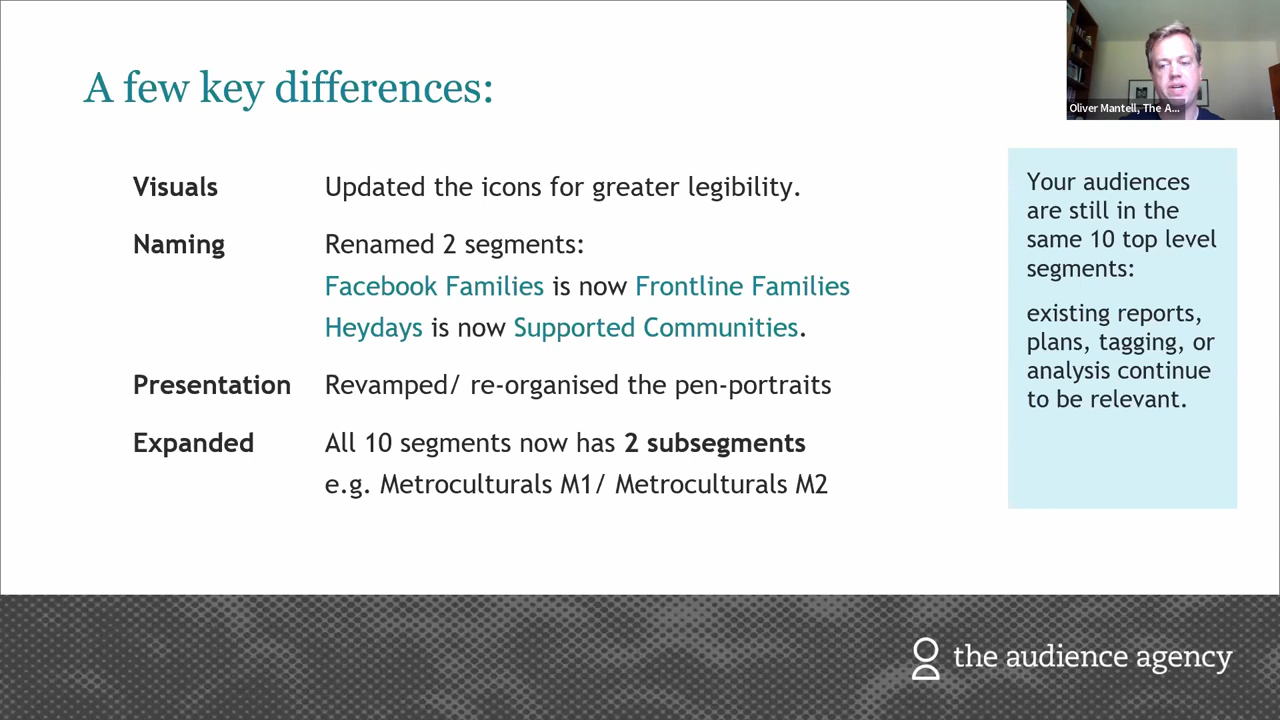 A few key differences:
Oliver Mantell, The A...
Visuals Updated the icons for greater legibility.
Naming Renamed 2 segments:
Facebook Families is now Frontline Families
Heydays is now Supported Communities.
Presentation Revamped/ re-organised the pen-portraits
Expanded All 10 segments now has 2 subsegments
e.g. Metroculturals M1/ Metroculturals M2
Your audiences
are still in the
same 10 top level
segments:
existing reports,
plans, tagging, or
analysis continue
to be relevant.
the audience agency